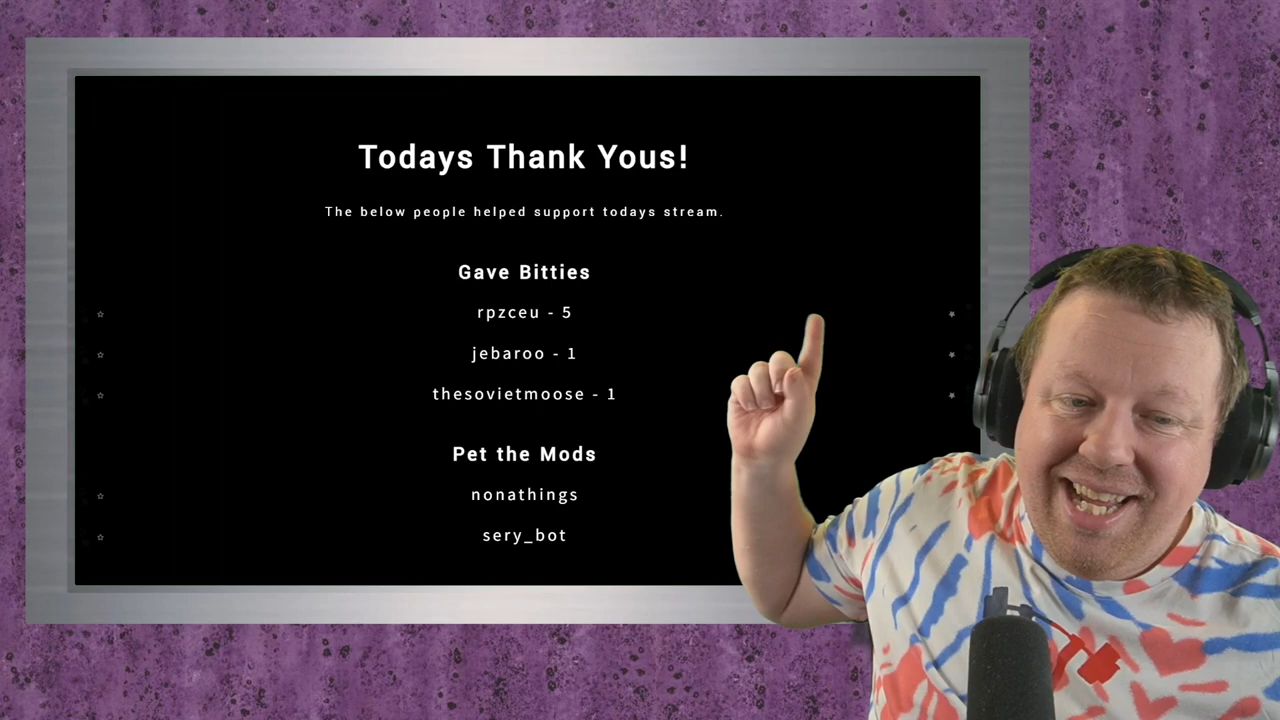 Todays Thank Yous!
The below people helped support todays stream.
Gave Bitties
rpzceu - 5
jebaroo - 1
thesovietmoose - 1
Pet the Mods
nonathings
sery_bot